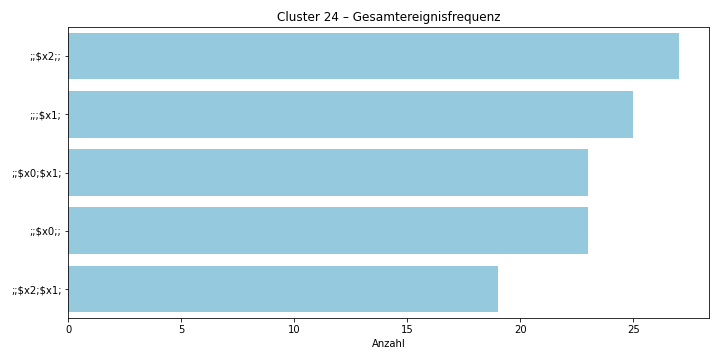 Cluster 24 – Gesamtereignisfrequenz
;;$x2;;
;;;$x1;
;;$x0;$x1;
;;$x0;;
;;$x2;$x1;
0 5 10 15 20 25
Anzahl